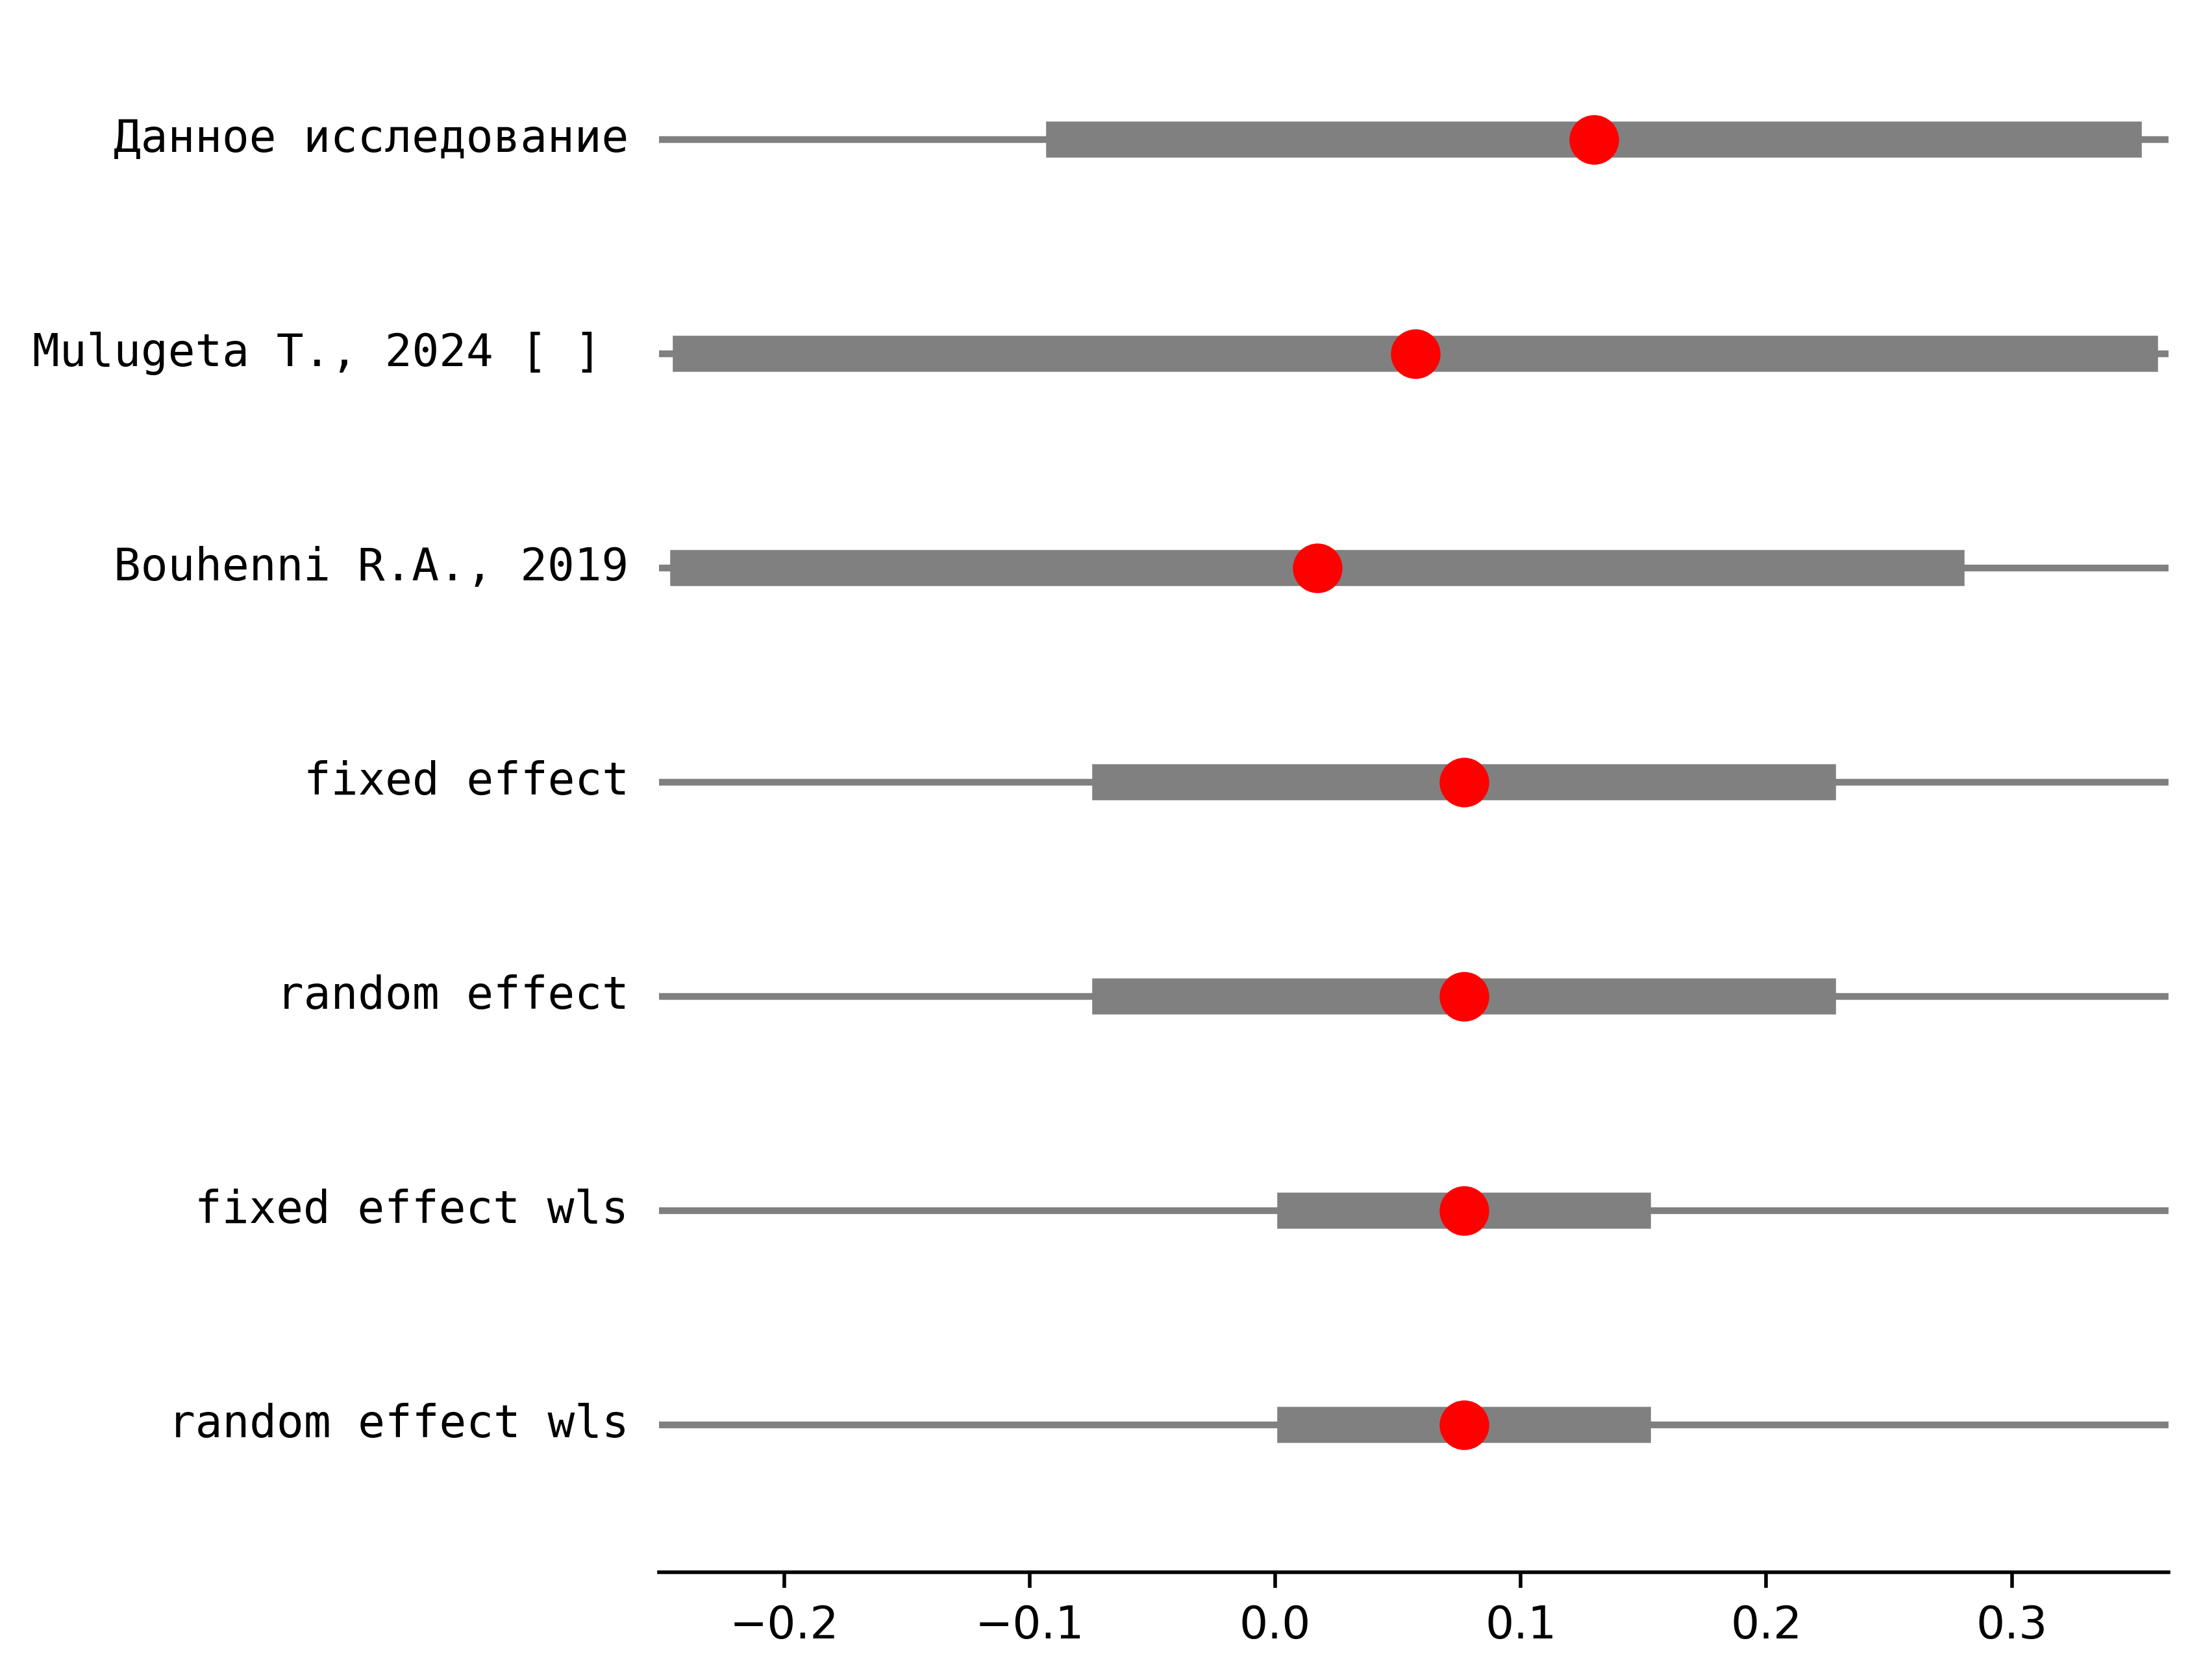 Данное исследование
Mulugeta T., 2024 [ ]
Bouhenni R.A., 2019
fixed effect
random effect
fixed effect wls
random effect wls
−0.2 −0.1 0.0 0.1 0.2 0.3